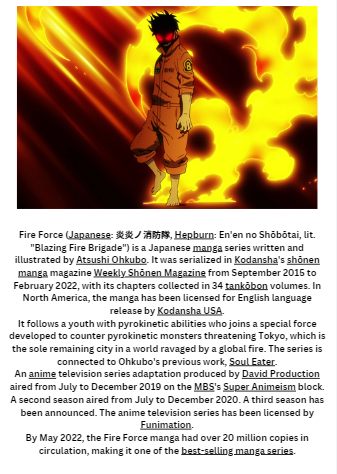 Fire Force (Japanese: 炎炎ノ消防隊, Hepburn: En'en no Shōbōtai, lit.
"Blazing Fire Brigade") is a Japanese manga series written and
illustrated by Atsushi Ohkubo. It was serialized in Kodansha's shōnen
manga magazine Weekly Shōnen Magazine from September 2015 to
February 2022, with its chapters collected in 34 tankōbon volumes. In
North America, the manga has been licensed for English language
release by Kodansha USA.
It follows a youth with pyrokinetic abilities who joins a special force
developed to counter pyrokinetic monsters threatening Tokyo, which is
the sole remaining city in a world ravaged by a global fire. The series is
connected to Ohkubo's previous work, Soul Eater.
An anime television series adaptation produced by David Production
aired from July to December 2019 on the MBS's Super Animeism block.
A second season aired from July to December 2020. A third season has
been announced. The anime television series has been licensed by
Funimation.
By May 2022, the Fire Force manga had over 20 million copies in
circulation, making it one of the best-selling manga series.